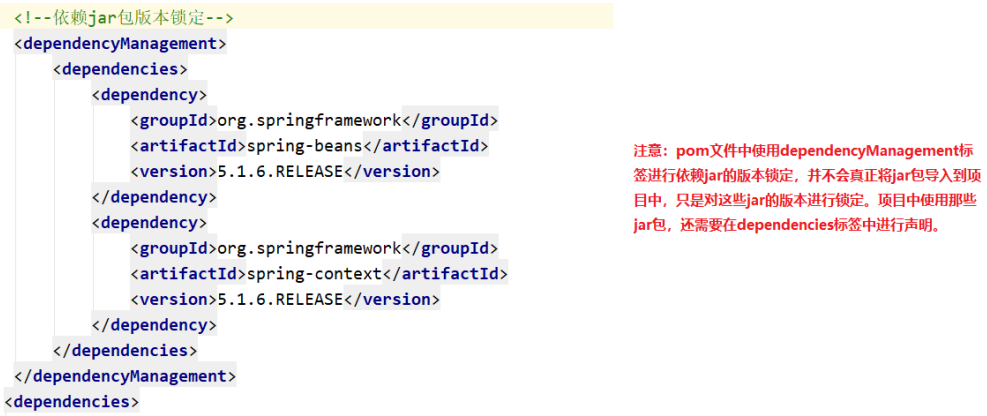 <!--依赖jar包版本锁定-->
<dependencyManagement>
<dependencies>
<dependency>
<groupId>org.springframework</groupId>
<artifactId>spring-beans</artifactId>
<version>5.1.6.RELEASE</version>
</dependency>
<dependency>
<groupId>org.springframework</groupId>
<artifactId>spring-context</artifactId>
<version>5.1.6.RELEASE</version>
</dependency>
</dependencies>
</dependencyManagement>
<dependencies>
注意：pom文件中使用dependencyManagement标
签进行依赖jar的版本锁定，并不会真正将jar包导入到项
目中，只是对这些jar的版本进行锁定。项目中使用那些
jar包，还需要在dependencies标签中进行声明。